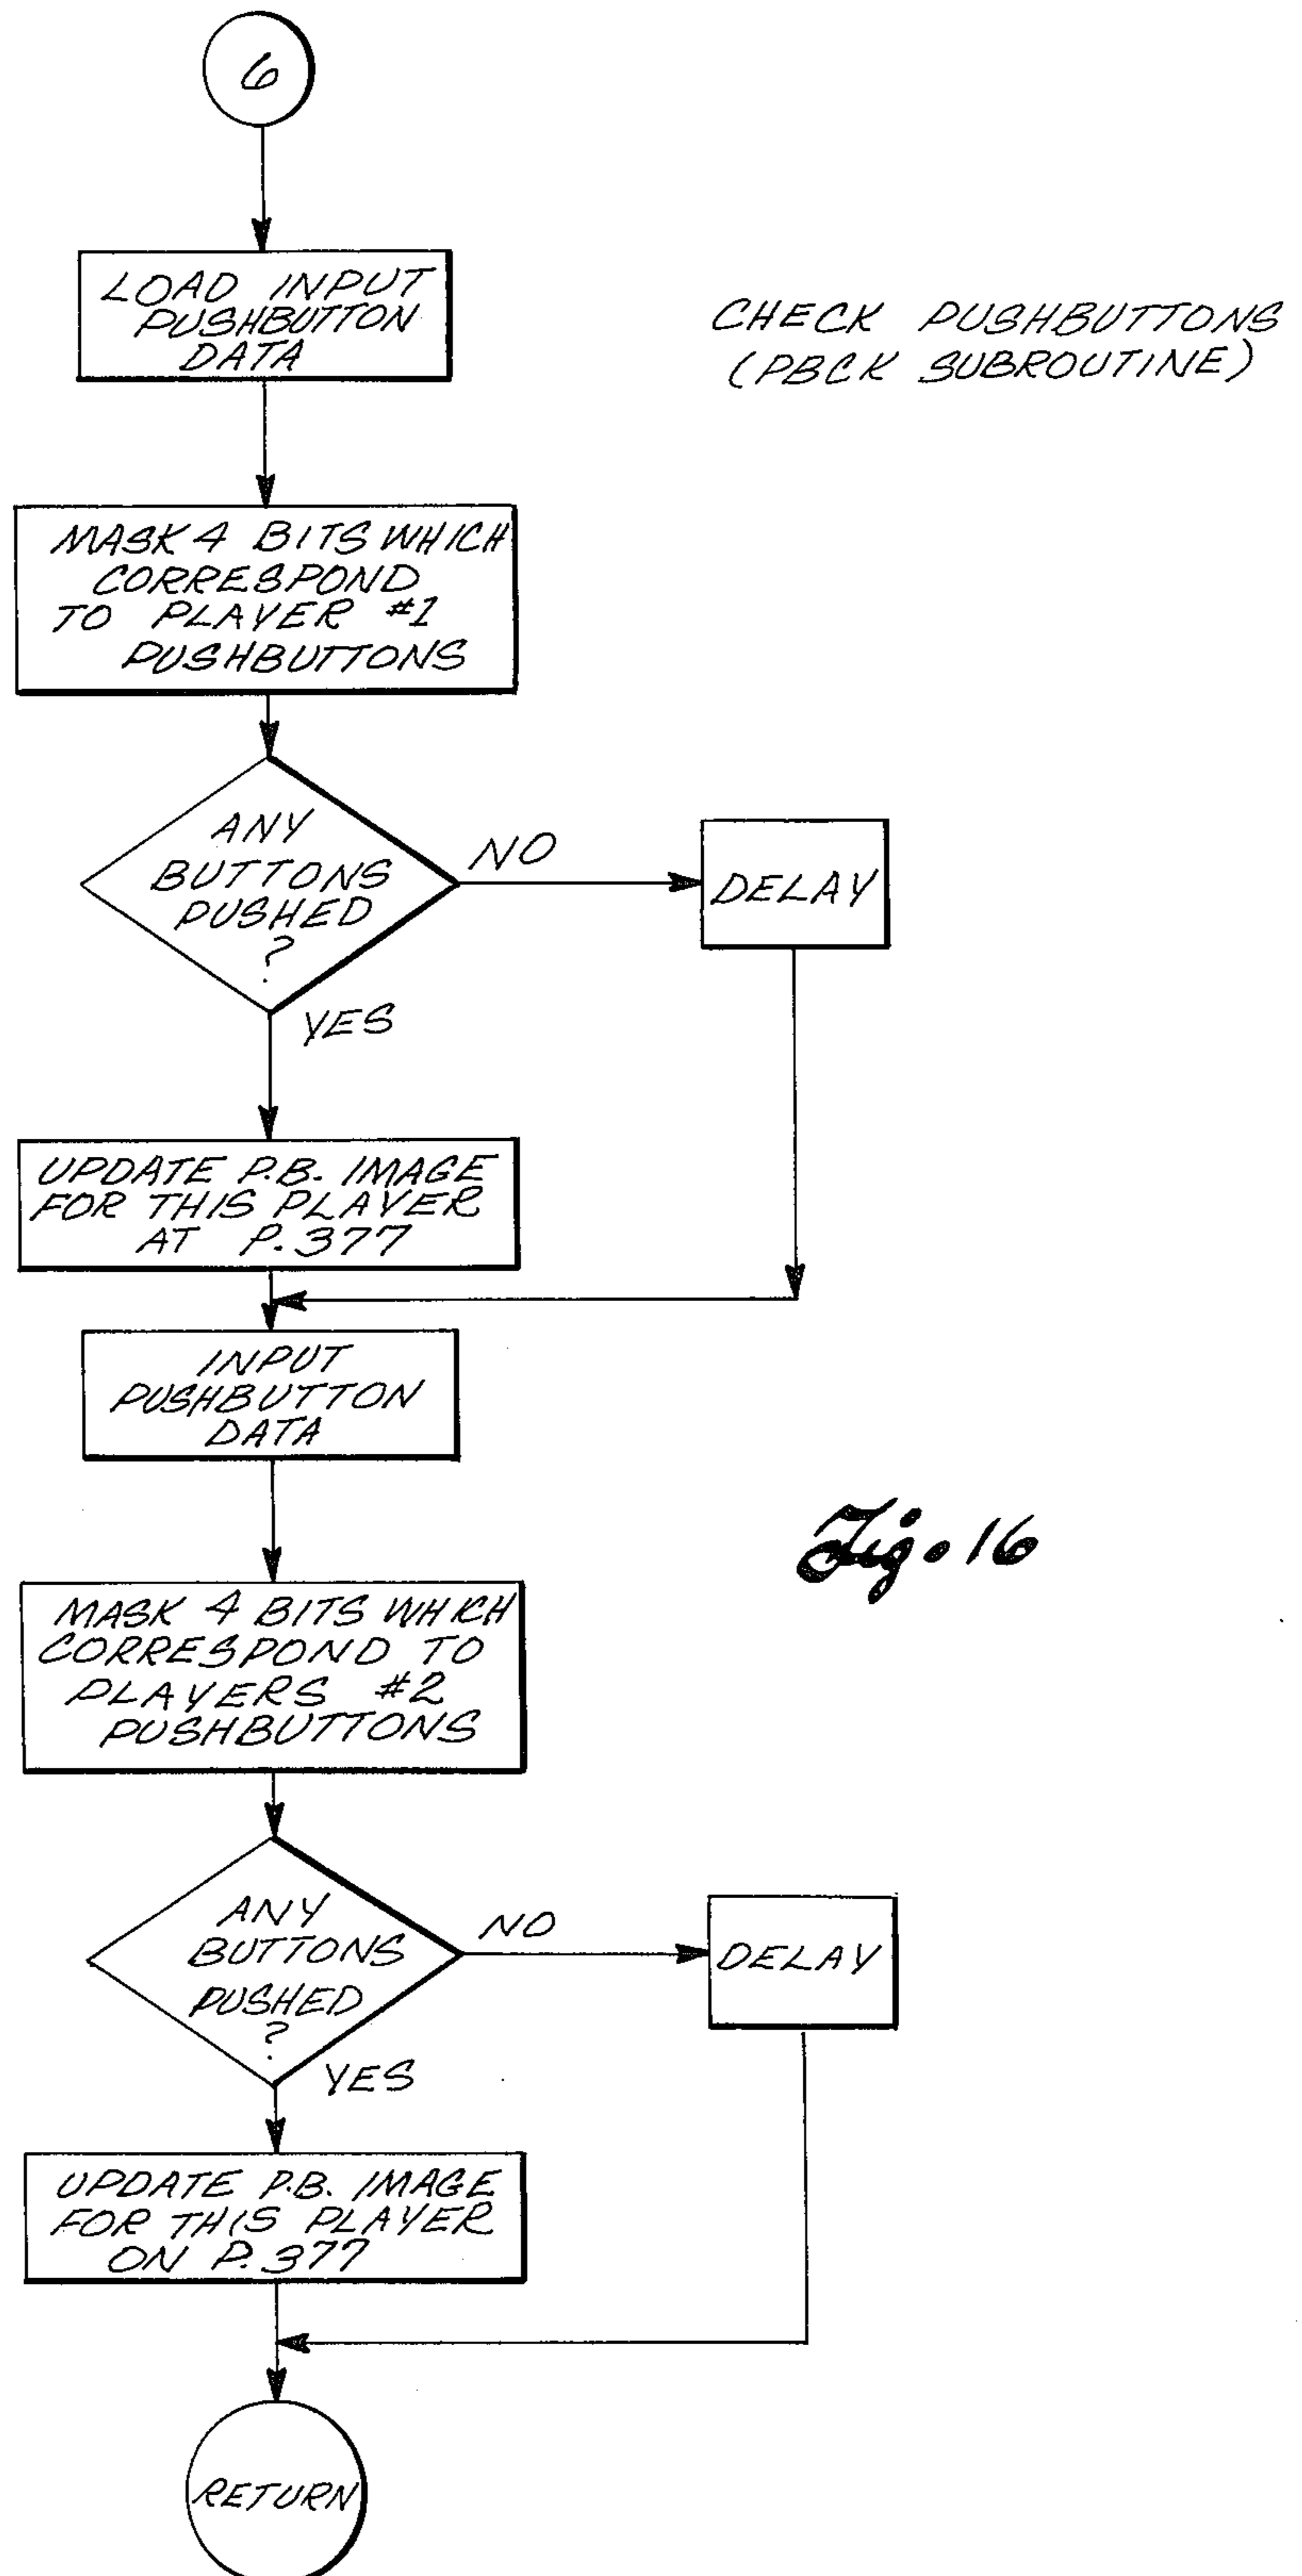 6
LOAD INPUT
PUSHBUTTON
DATA
CHECK PUSHBUTTONS
(PBCK SUBROUTINE)
MASK 4 BITS WHICH
CORRESPOND
TO PLAYER #1
PUSHBUTTONS
ANY
BUTTONS
PUSHED
?
NO
DELAY
YES
UPDATE P.B. IMAGE
FOR THIS PLAYER
AT P.377
INPUT
PUSHBUTTON
DATA
Fig. 16
MASK 4 BITS WHICH
CORRESPOND TO
PLAYERS #2
PUSHBUTTONS
ANY
BUTTONS
PUSHED
?
NO
DELAY
YES
UPDATE P.B. IMAGE
FOR THIS PLAYER
ON P.377
RETURN